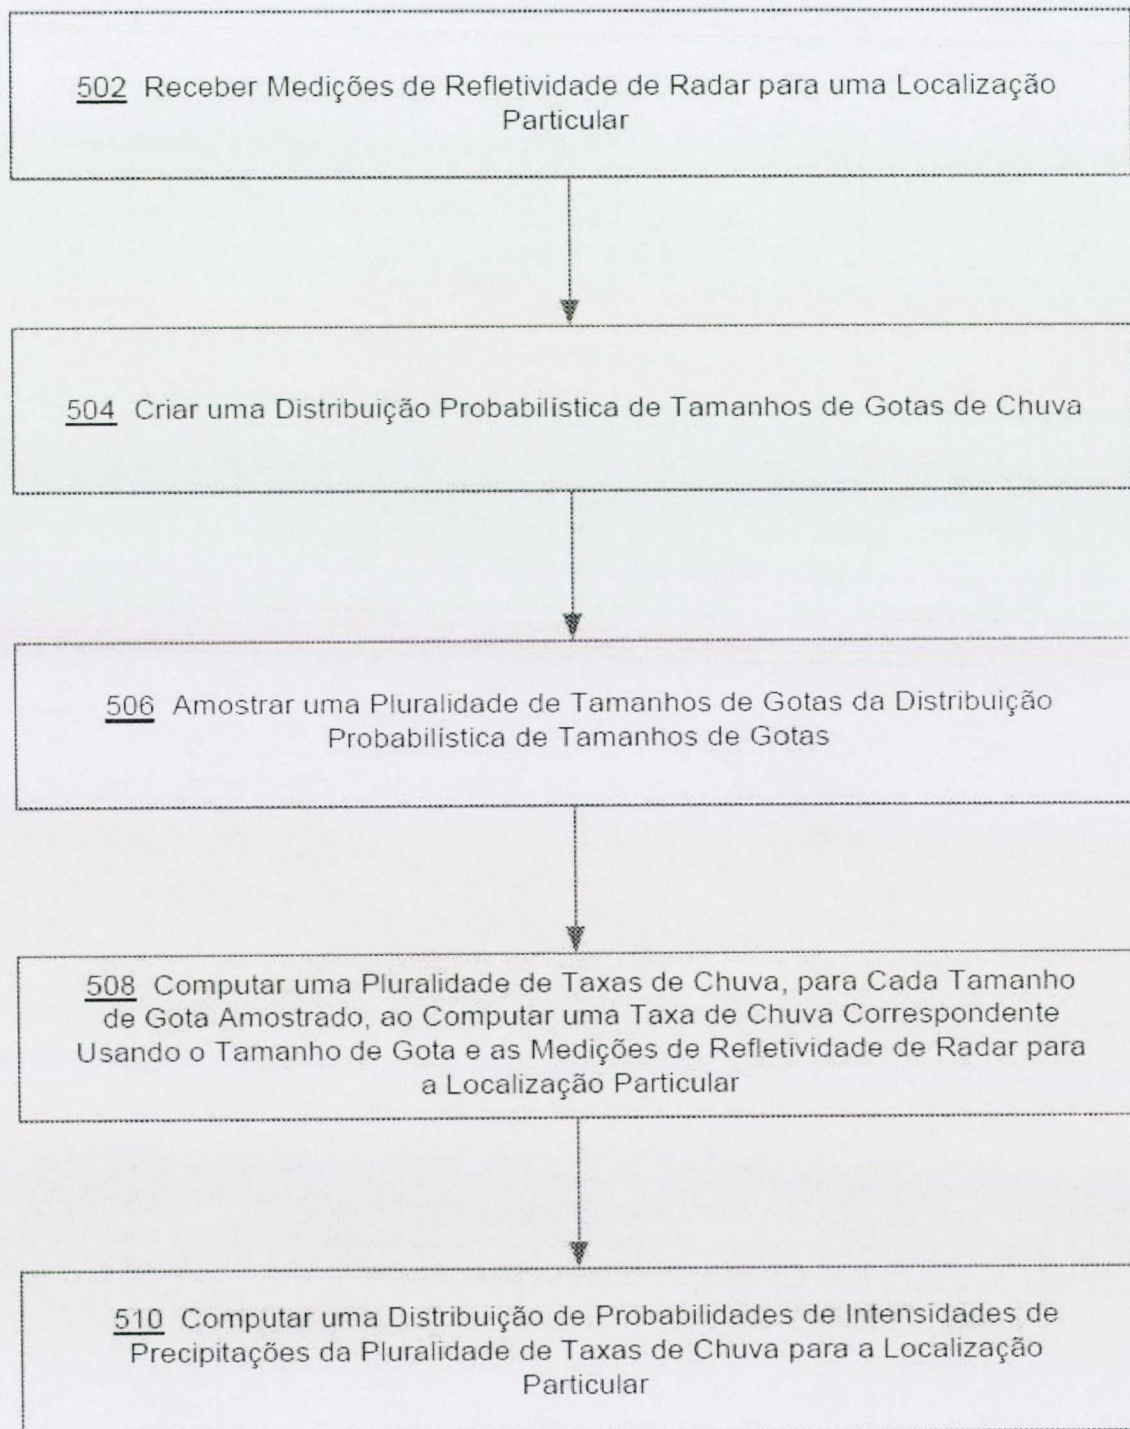 502 Receber Medições de Refletividade de Radar para uma Localização
Particular
504 Criar uma Distribuição Probabilística de Tamanhos de Gotas de Chuva
506 Amostrar uma Pluralidade de Tamanhos de Gotas da Distribuição
Probabilística de Tamanhos de Gotas
508 Computar uma Pluralidade de Taxas de Chuva, para Cada Tamanho
de Gota Amostrado, ao Computar uma Taxa de Chuva Correspondente
Usando o Tamanho de Gota e as Medições de Refletividade de Radar para
a Localização Particular
510 Computar uma Distribuição de Probabilidades de Intensidades de
Precipitações da Pluralidade de Taxas de Chuva para a Localização
Particular